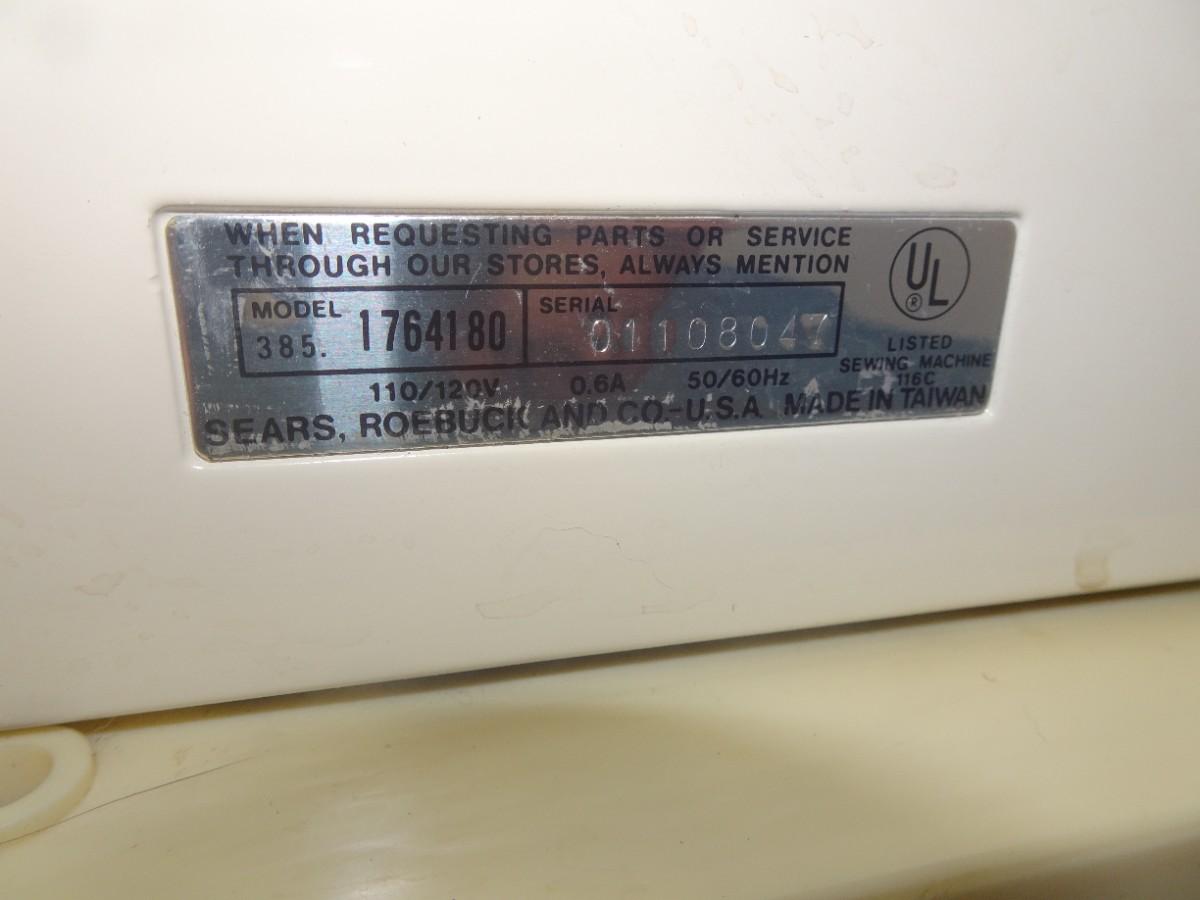 WHEN REQUESTING PARTS OR SERVICE
THROUGH OUR STORES, ALWAYS MENTION
MODEL
385. 1764180
SERIAL
01108047
UL
®
LISTED
SEWING MACHINE
116C
110/120V 0.6A 50/60Hz
SEARS, ROEBUCK AND CO.-U.S.A. MADE IN TAIWAN